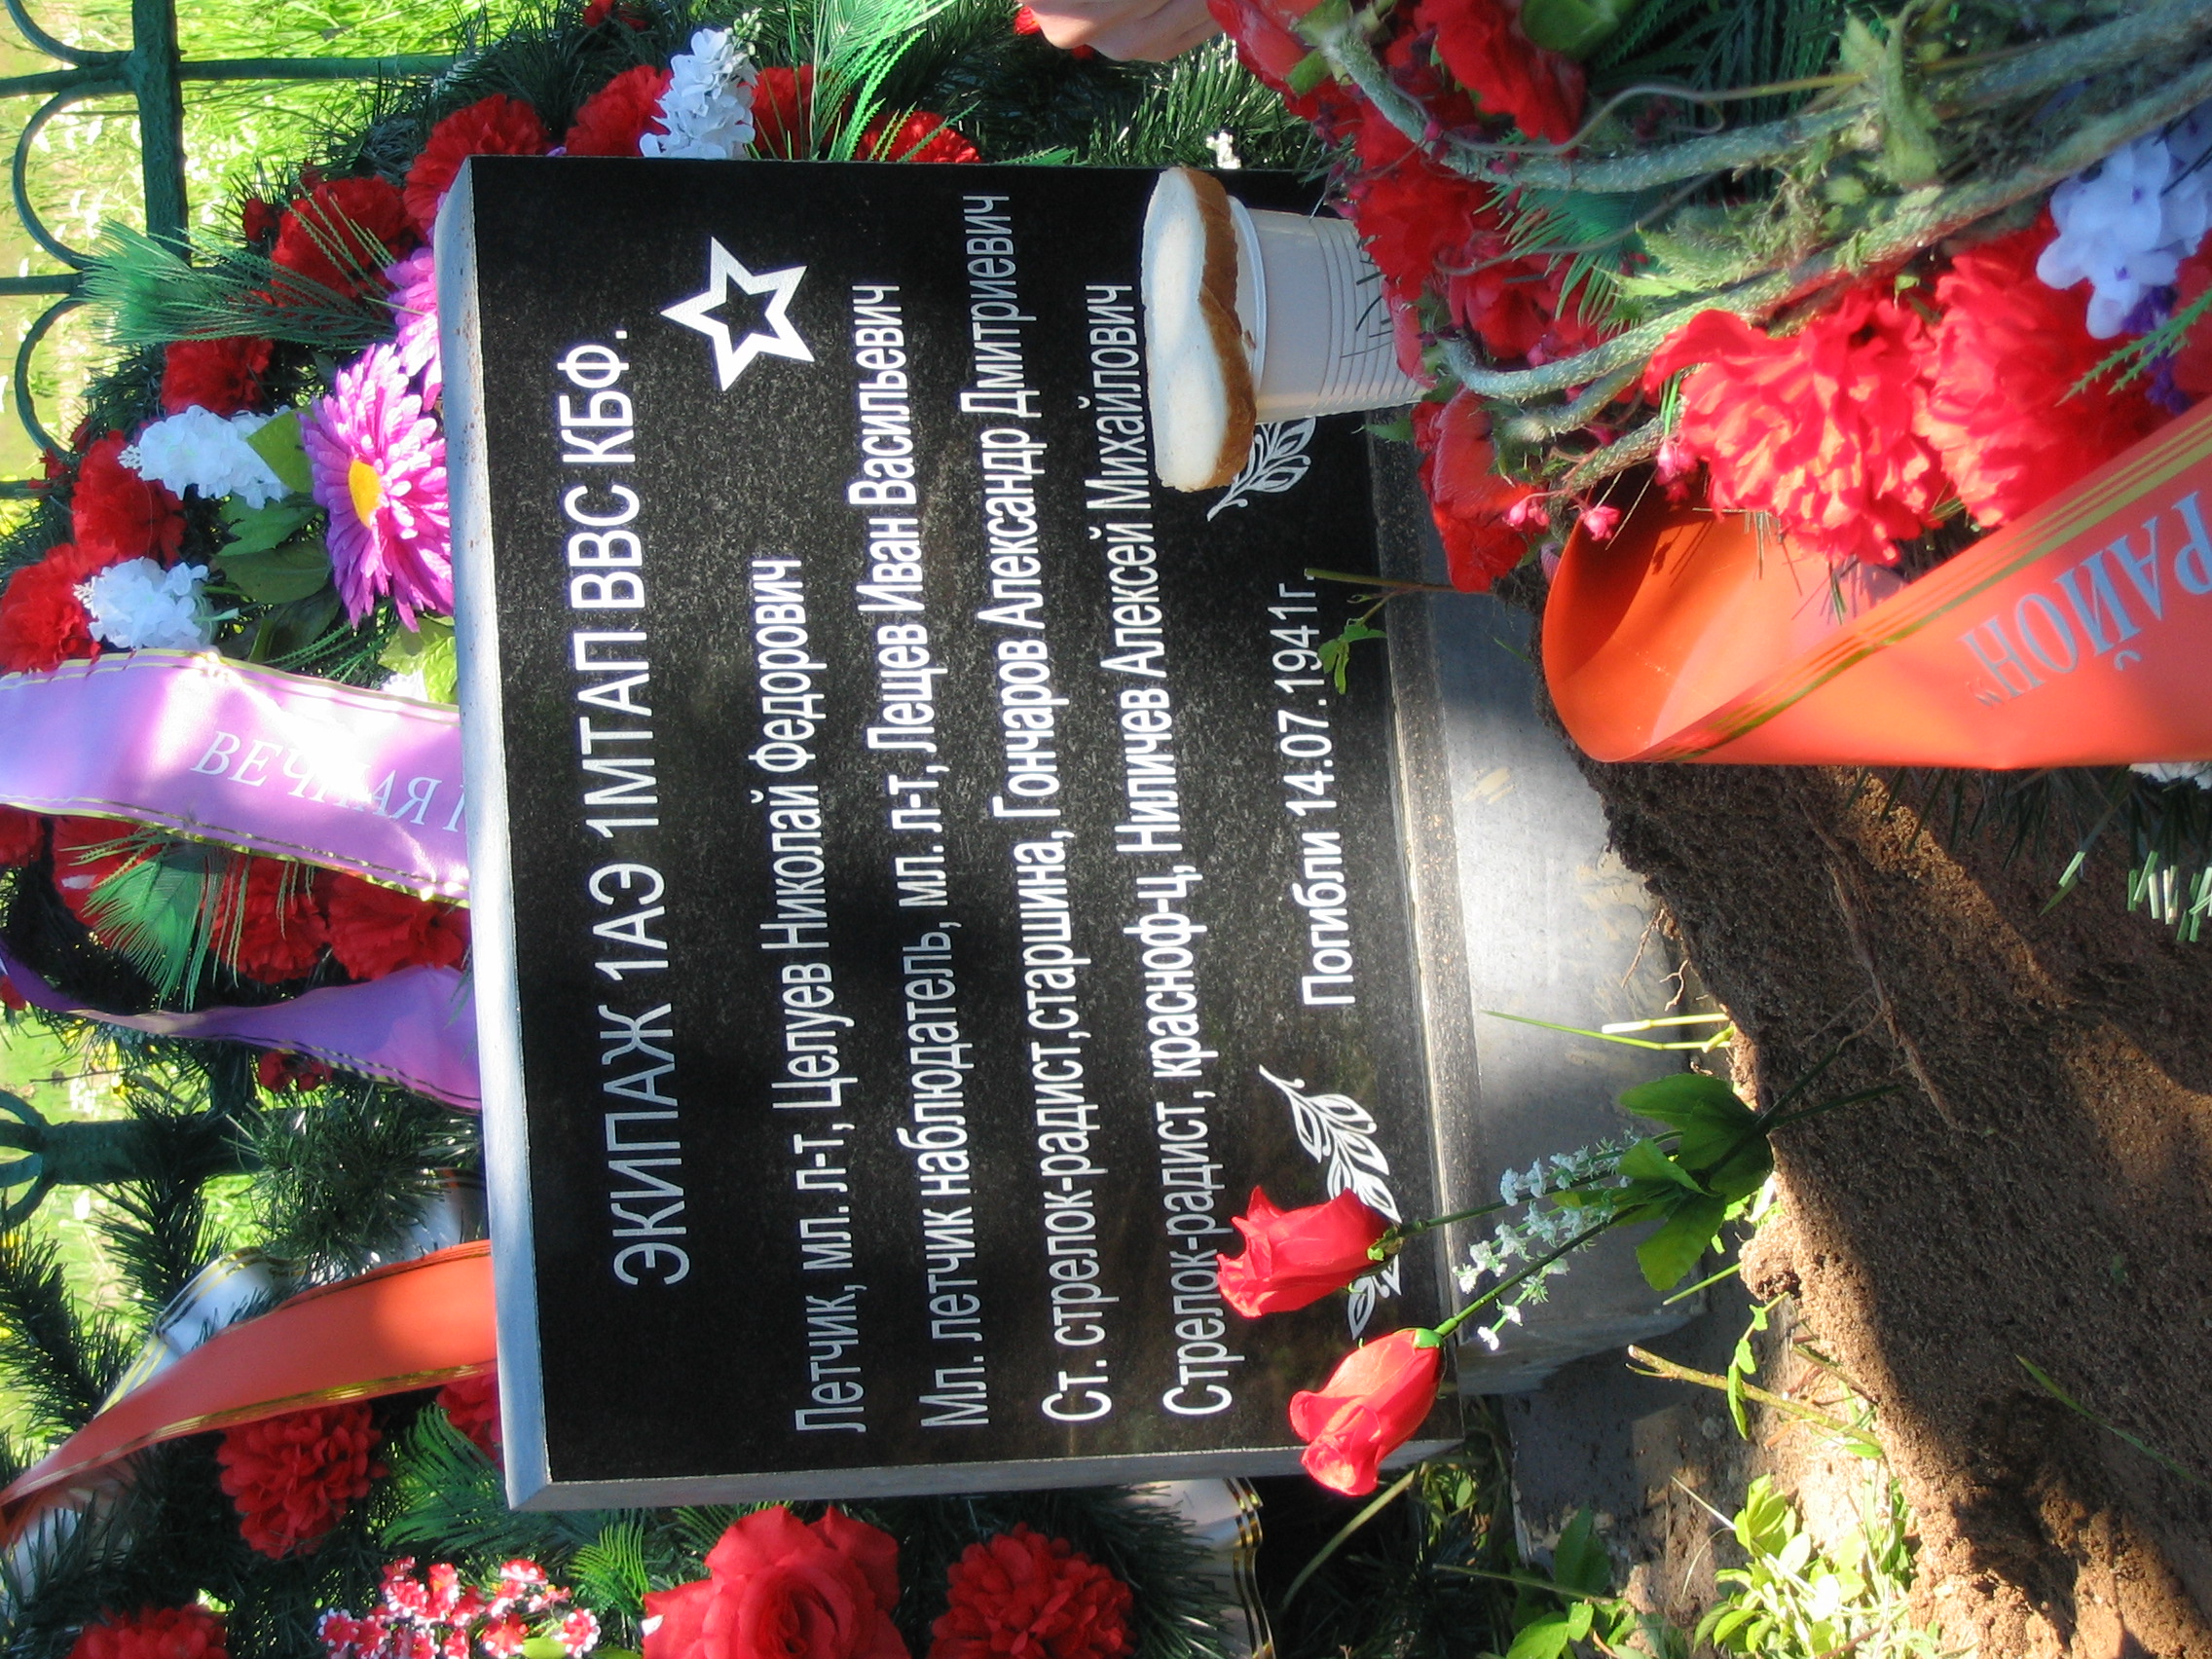 ЭКИПАЖ 1АЭ 1МТАП ВВС КБФ.
Летчик, мл. л-т, Целуев Николай Федорович
Мл. летчик наблюдатель, мл. л-т, Лещев Иван Васильевич
Ст. стрелок-радист,старшина, Гончаров Александр Дмитриевич
Стрелок-радист, красноф-ц, Ниличев Алексей Михайлович
Погибли 14.07.1941г.
ВЕЧНАЯ
РАЙОН"